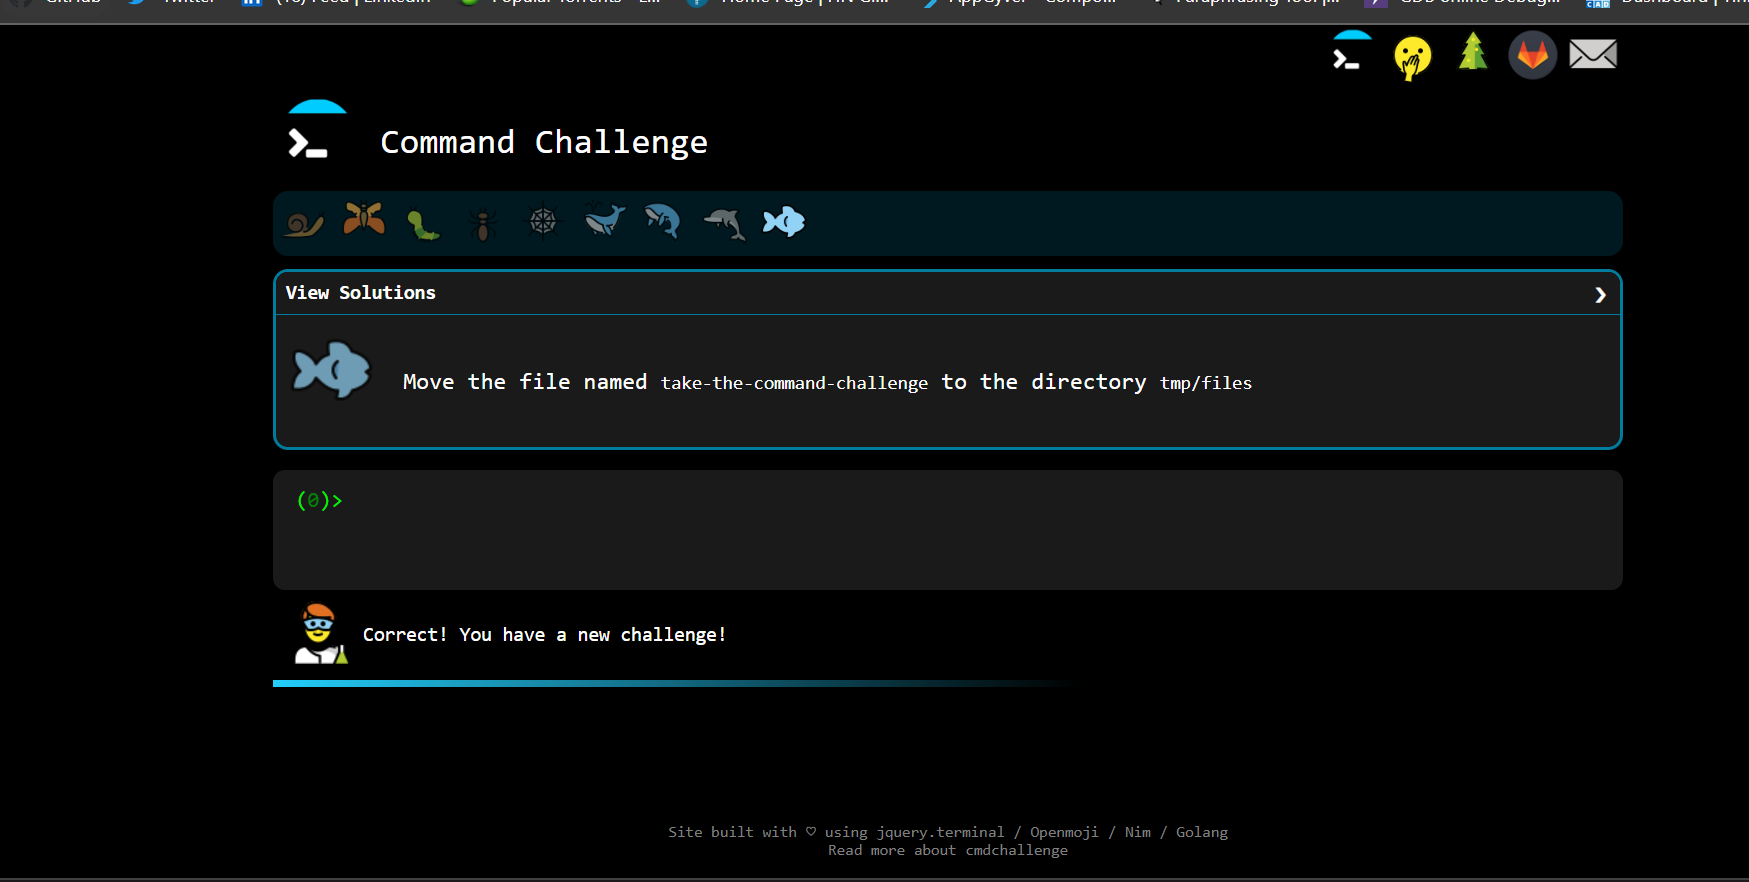 Command Challenge
View Solutions
Move the file named take-the-command-challenge to the directory tmp/files
(0)>
Correct! You have a new challenge!
Site built with ♡ using jquery.terminal / Openmoji / Nim / Golang
Read more about cmdchallenge